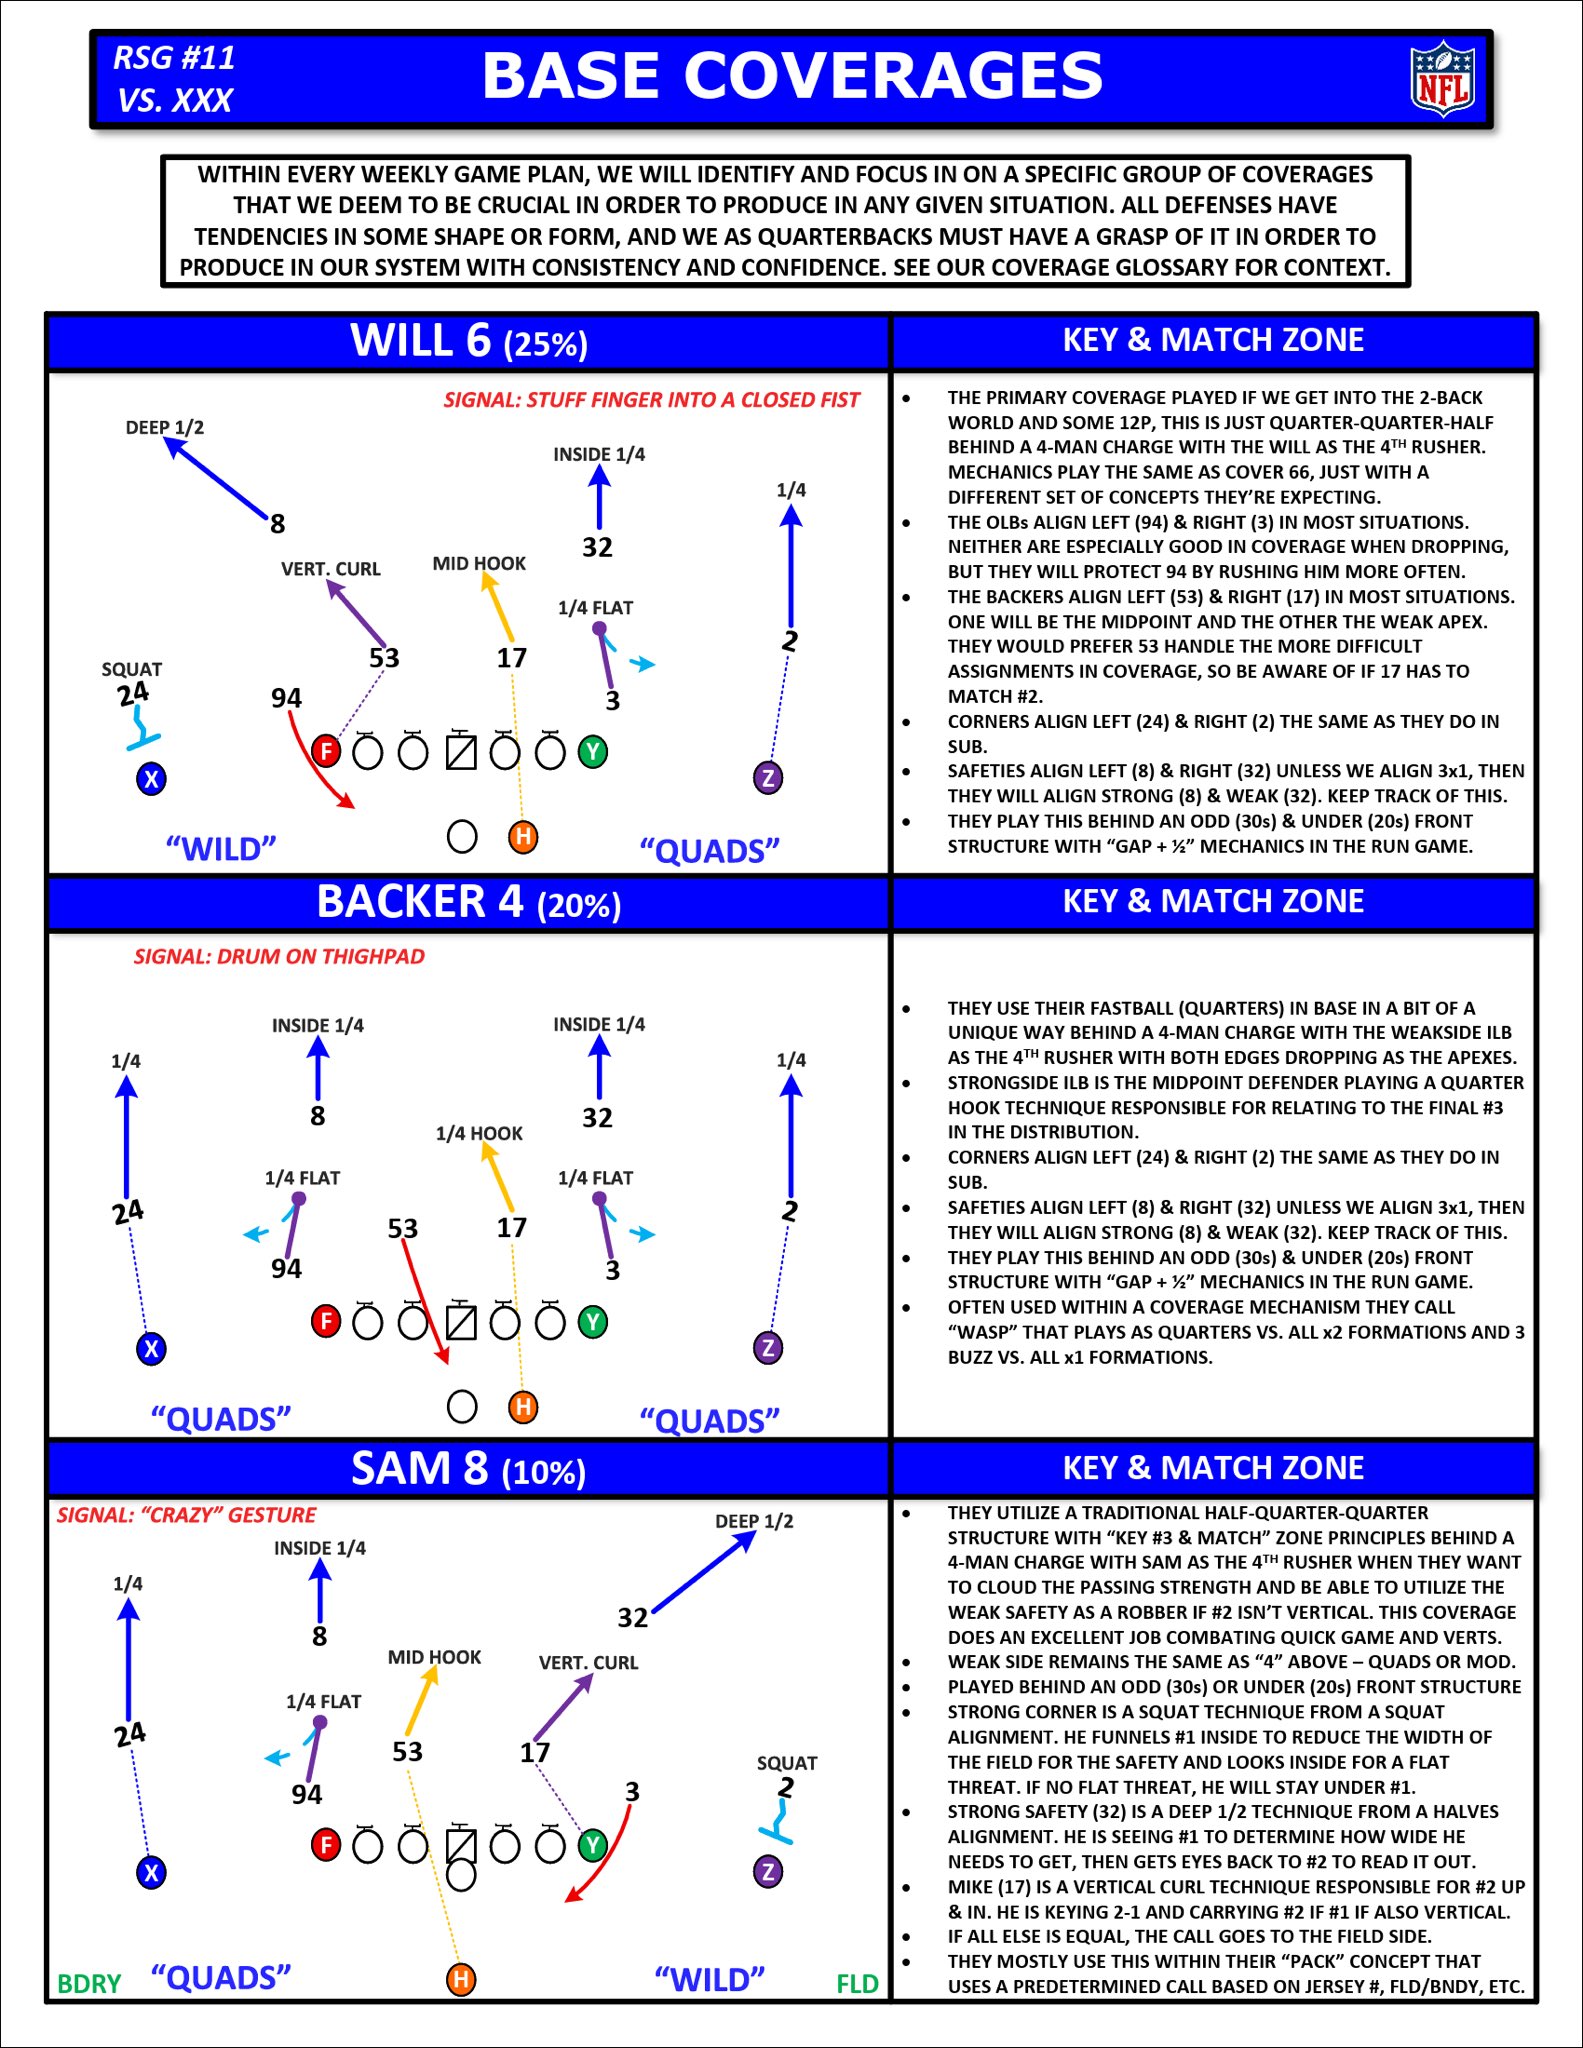 RSG #11
VS. XXX
BASE COVERAGES
NFL
WITHIN EVERY WEEKLY GAME PLAN, WE WILL IDENTIFY AND FOCUS IN ON A SPECIFIC GROUP OF COVERAGES
THAT WE DEEM TO BE CRUCIAL IN ORDER TO PRODUCE IN ANY GIVEN SITUATION. ALL DEFENSES HAVE
TENDENCIES IN SOME SHAPE OR FORM, AND WE AS QUARTERBACKS MUST HAVE A GRASP OF IT IN ORDER TO
PRODUCE IN OUR SYSTEM WITH CONSISTENCY AND CONFIDENCE. SEE OUR COVERAGE GLOSSARY FOR CONTEXT.
WILL 6 (25%)
SIGNAL: STUFF FINGER INTO A CLOSED FIST
DEEP 1/2
INSIDE 1/4
1/4
8
32
VERT. CURL
MID HOOK
1/4 FLAT
53
17
2
SQUAT
24
94
3
F
Y
X
Z
H
“WILD”
“QUADS”
KEY & MATCH ZONE
• THE PRIMARY COVERAGE PLAYED IF WE GET INTO THE 2-BACK
WORLD AND SOME 12P, THIS IS JUST QUARTER-QUARTER-HALF
BEHIND A 4-MAN CHARGE WITH THE WILL AS THE 4TH RUSHER.
MECHANICS PLAY THE SAME AS COVER 66, JUST WITH A
DIFFERENT SET OF CONCEPTS THEY’RE EXPECTING.
• THE OLBs ALIGN LEFT (94) & RIGHT (3) IN MOST SITUATIONS.
NEITHER ARE ESPECIALLY GOOD IN COVERAGE WHEN DROPPING,
BUT THEY WILL PROTECT 94 BY RUSHING HIM MORE OFTEN.
• THE BACKERS ALIGN LEFT (53) & RIGHT (17) IN MOST SITUATIONS.
ONE WILL BE THE MIDPOINT AND THE OTHER THE WEAK APEX.
THEY WOULD PREFER 53 HANDLE THE MORE DIFFICULT
ASSIGNMENTS IN COVERAGE, SO BE AWARE OF IF 17 HAS TO
MATCH #2.
• CORNERS ALIGN LEFT (24) & RIGHT (2) THE SAME AS THEY DO IN
SUB.
• SAFETIES ALIGN LEFT (8) & RIGHT (32) UNLESS WE ALIGN 3x1, THEN
THEY WILL ALIGN STRONG (8) & WEAK (32). KEEP TRACK OF THIS.
• THEY PLAY THIS BEHIND AN ODD (30s) & UNDER (20s) FRONT
STRUCTURE WITH “GAP + ½” MECHANICS IN THE RUN GAME.
BACKER 4 (20%)
SIGNAL: DRUM ON THIGHPAD
INSIDE 1/4
INSIDE 1/4
1/4
1/4
8
32
1/4 HOOK
1/4 FLAT
1/4 FLAT
24
53
17
2
94
3
F
Y
X
Z
H
“QUADS”
“QUADS”
KEY & MATCH ZONE
• THEY USE THEIR FASTBALL (QUARTERS) IN BASE IN A BIT OF A
UNIQUE WAY BEHIND A 4-MAN CHARGE WITH THE WEAKSIDE ILB
AS THE 4TH RUSHER WITH BOTH EDGES DROPPING AS THE APEXES.
• STRONGSIDE ILB IS THE MIDPOINT DEFENDER PLAYING A QUARTER
HOOK TECHNIQUE RESPONSIBLE FOR RELATING TO THE FINAL #3
IN THE DISTRIBUTION.
• CORNERS ALIGN LEFT (24) & RIGHT (2) THE SAME AS THEY DO IN
SUB.
• SAFETIES ALIGN LEFT (8) & RIGHT (32) UNLESS WE ALIGN 3x1, THEN
THEY WILL ALIGN STRONG (8) & WEAK (32). KEEP TRACK OF THIS.
• THEY PLAY THIS BEHIND AN ODD (30s) & UNDER (20s) FRONT
STRUCTURE WITH “GAP + ½” MECHANICS IN THE RUN GAME.
• OFTEN USED WITHIN A COVERAGE MECHANISM THEY CALL
“WASP” THAT PLAYS AS QUARTERS VS. ALL x2 FORMATIONS AND 3
BUZZ VS. ALL x1 FORMATIONS.
SAM 8 (10%)
SIGNAL: “CRAZY” GESTURE
DEEP 1/2
INSIDE 1/4
1/4
32
8
MID HOOK
VERT. CURL
1/4 FLAT
24
53
17
SQUAT
2
94
3
F
Y
X
Z
H
BDRY
“QUADS”
“WILD”
FLD
KEY & MATCH ZONE
• THEY UTILIZE A TRADITIONAL HALF-QUARTER-QUARTER
STRUCTURE WITH “KEY #3 & MATCH” ZONE PRINCIPLES BEHIND A
4-MAN CHARGE WITH SAM AS THE 4TH RUSHER WHEN THEY WANT
TO CLOUD THE PASSING STRENGTH AND BE ABLE TO UTILIZE THE
WEAK SAFETY AS A ROBBER IF #2 ISN’T VERTICAL. THIS COVERAGE
DOES AN EXCELLENT JOB COMBATING QUICK GAME AND VERTS.
• WEAK SIDE REMAINS THE SAME AS “4” ABOVE – QUADS OR MOD.
• PLAYED BEHIND AN ODD (30s) OR UNDER (20s) FRONT STRUCTURE
• STRONG CORNER IS A SQUAT TECHNIQUE FROM A SQUAT
ALIGNMENT. HE FUNNELS #1 INSIDE TO REDUCE THE WIDTH OF
THE FIELD FOR THE SAFETY AND LOOKS INSIDE FOR A FLAT
THREAT. IF NO FLAT THREAT, HE WILL STAY UNDER #1.
• STRONG SAFETY (32) IS A DEEP 1/2 TECHNIQUE FROM A HALVES
ALIGNMENT. HE IS SEEING #1 TO DETERMINE HOW WIDE HE
NEEDS TO GET, THEN GETS EYES BACK TO #2 TO READ IT OUT.
• MIKE (17) IS A VERTICAL CURL TECHNIQUE RESPONSIBLE FOR #2 UP
& IN. HE IS KEYING 2-1 AND CARRYING #2 IF #1 IF ALSO VERTICAL.
• IF ALL ELSE IS EQUAL, THE CALL GOES TO THE FIELD SIDE.
• THEY MOSTLY USE THIS WITHIN THEIR “PACK” CONCEPT THAT
USES A PREDETERMINED CALL BASED ON JERSEY #, FLD/BNDY, ETC.